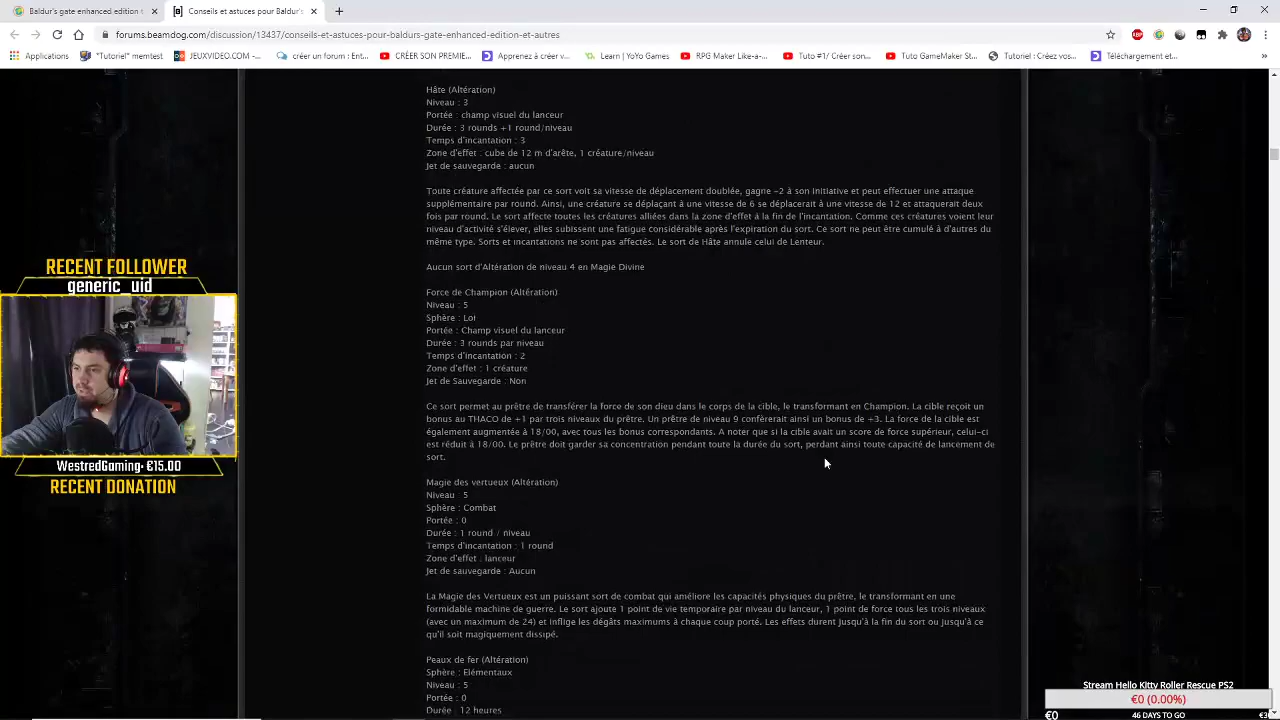 Baldur's gate enhanced edition
Conseils et astuces pour Baldur's
forums.beamdog.com/discussion/13437/conseils-et-astuces-pour-baldurs-gate-enhanced-edition-et-autres
Applications
*Tutoriel* meetest
JEUXVIDEO.COM -...
créer un forum : Ent...
CRÉER SON PREMIE...
Apprenez à créer v...
Learn | YoYo Games
RPG Maker Like-a-...
Tuto #1/ Créer son...
Tuto GameMaker St...
Tutoriel : Créez vos...
Téléchargement et...
Hâte (Altération)
Niveau : 3
Portée : champ visuel du lanceur
Durée : 3 rounds +1 round/niveau
Temps d'incantation : 3
Zone d'effet : cube de 12 m d'arête, 1 créature/niveau
Jet de sauvegarde : aucun
Toute créature affectée par ce sort voit sa vitesse de déplacement doublée, gagne -2 à son initiative et peut effectuer une attaque
supplémentaire par round. Ainsi, une créature se déplaçant à une vitesse de 6 se déplacerait à une vitesse de 12 et attaquerait deux
fois par round. Le sort affecte toutes les créatures alliées dans la zone d'effet à la fin de l'incantation. Comme ces créatures voient leur
niveau d'activité s'élever, elles subissent une fatigue considérable après l'expiration du sort. Ce sort ne peut être cumulé à d'autres du
même type. Sorts et incantations ne sont pas affectés. Le sort de Hâte annule celui de Lenteur.
Aucun sort d'Altération de niveau 4 en Magie Divine
Force de Champion (Altération)
Niveau : 5
Sphère : Loi
Portée : Champ visuel du lanceur
Durée : 3 rounds par niveau
Temps d'incantation : 2
Zone d'effet : 1 créature
Jet de Sauvegarde : Non
Ce sort permet au prêtre de transférer la force de son dieu dans le corps de la cible, le transformant en Champion. La cible reçoit un
bonus au THACO de +1 par trois niveaux du prêtre. Un prêtre de niveau 9 confèrerait ainsi un bonus de +3. La force de la cible est
également augmentée à 18/00, avec tous les bonus correspondants. A noter que si la cible avait un score de force supérieur, celui-ci
est réduit à 18/00. Le prêtre doit garder sa concentration pendant toute la durée du sort, perdant ainsi toute capacité de lancement de
sort.
Magie des vertueux (Altération)
Niveau : 5
Sphère : Combat
Portée : 0
Durée : 1 round / niveau
Temps d'incantation : 1 round
Zone d'effet : lanceur
Jet de sauvegarde : Aucun
La Magie des Vertueux est un puissant sort de combat qui améliore les capacités physiques du prêtre, le transformant en une
formidable machine de guerre. Le sort ajoute 1 point de vie temporaire par niveau du lanceur, 1 point de force tous les trois niveaux
(avec un maximum de 24) et inflige les dégâts maximums à chaque coup porté. Les effets durent jusqu'à la fin du sort ou jusqu'à ce
qu'il soit magiquement dissipé.
Peaux de fer (Altération)
Sphère : Elémentaux
Niveau : 5
Portée : 0
Durée : 12 heures
RECENT FOLLOWER
generic_uid
WestredGaming· €15.00
RECENT DONATION
Stream Hello Kitty Roller Rescue PS2
€0 (0.00%)
€0
46 DAYS TO GO